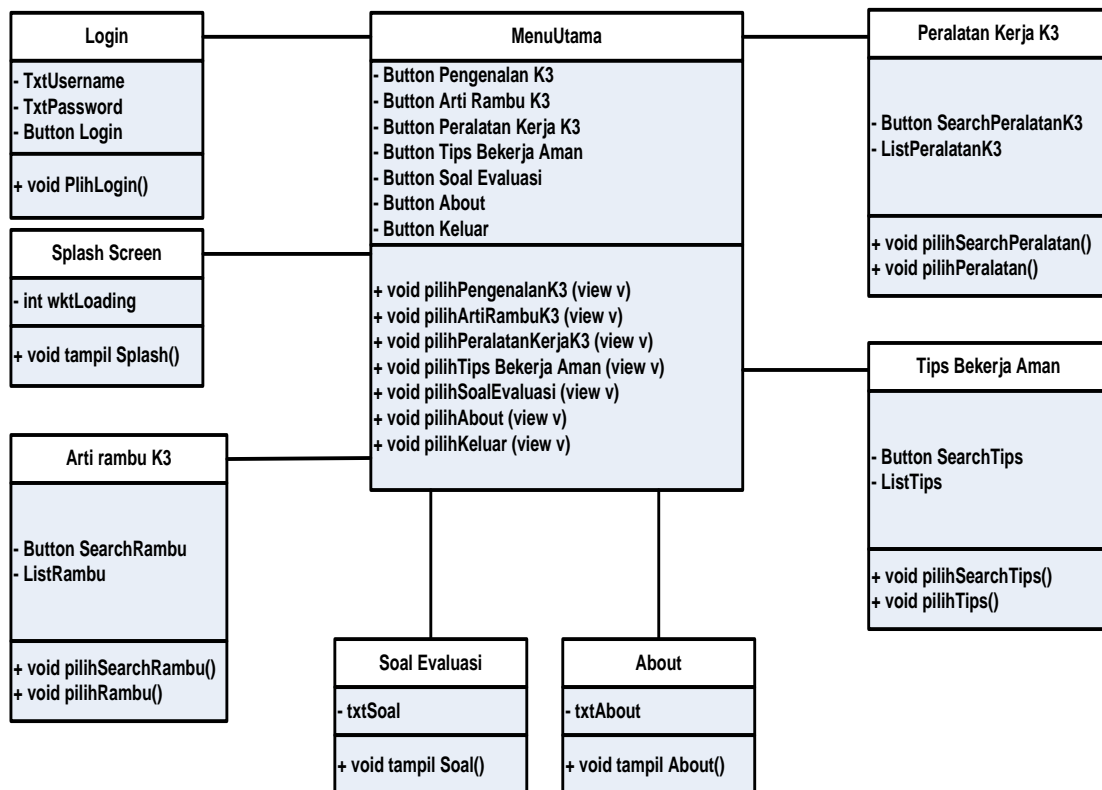 Login
- TxtUsername
- TxtPassword
- Button Login
+ void PlihLogin()
MenuUtama
- Button Pengenalan K3
- Button Arti Rambu K3
- Button Peralatan Kerja K3
- Button Tips Bekerja Aman
- Button Soal Evaluasi
- Button About
- Button Keluar
+ void pilihPengenalanK3 (view v)
+ void pilihArtiRambuK3 (view v)
+ void pilihPeralatanKerjaK3 (view v)
+ void pilihTips Bekerja Aman (view v)
+ void pilihSoalEvaluasi (view v)
+ void pilihAbout (view v)
+ void pilihKeluar (view v)
Peralatan Kerja K3
- Button SearchPeralatanK3
- ListPeralatanK3
+ void pilihSearchPeralatan()
+ void pilihPeralatan()
Splash Screen
- int wktLoading
+ void tampil Splash()
Tips Bekerja Aman
- Button SearchTips
- ListTips
+ void pilihSearchTips()
+ void pilihTips()
Arti rambu K3
- Button SearchRambu
- ListRambu
+ void pilihSearchRambu()
+ void pilihRambu()
Soal Evaluasi
- txtSoal
+ void tampil Soal()
About
- txtAbout
+ void tampil About()